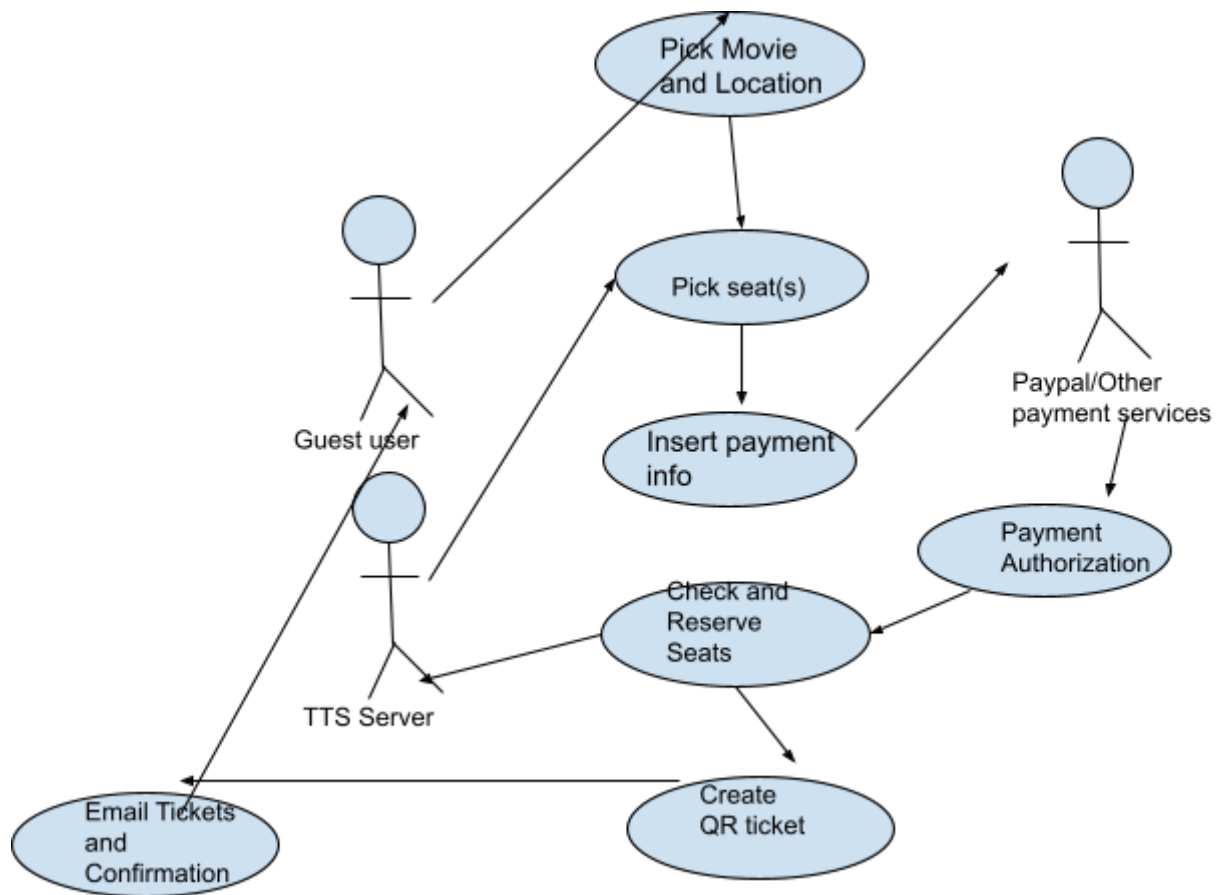 Pick Movie
and Location
Pick seat(s)
Guest user
Paypal/Other
payment services
Insert payment
info
Payment
Authorization
Check and
Reserve
Seats
TTS Server
Create
QR ticket
Email Tickets
and
Confirmation